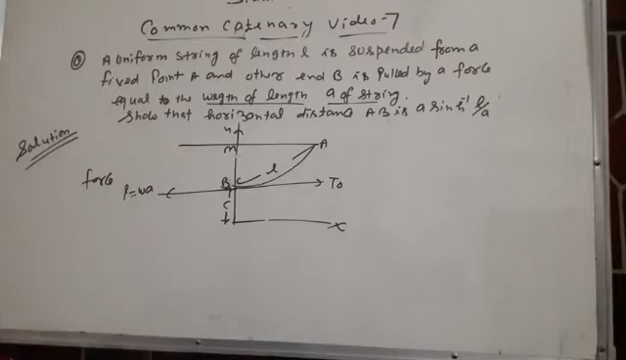 Common Catenary Video-7
Q A uniform string of length l is suspended from a
fixed Point A and other end B is Pulled by a force
equal to the wegth of length a of string.
Show that horizontal distance AB is a sinh⁻¹ l/a
Solution
M A
l
force P=wa B To
C
X